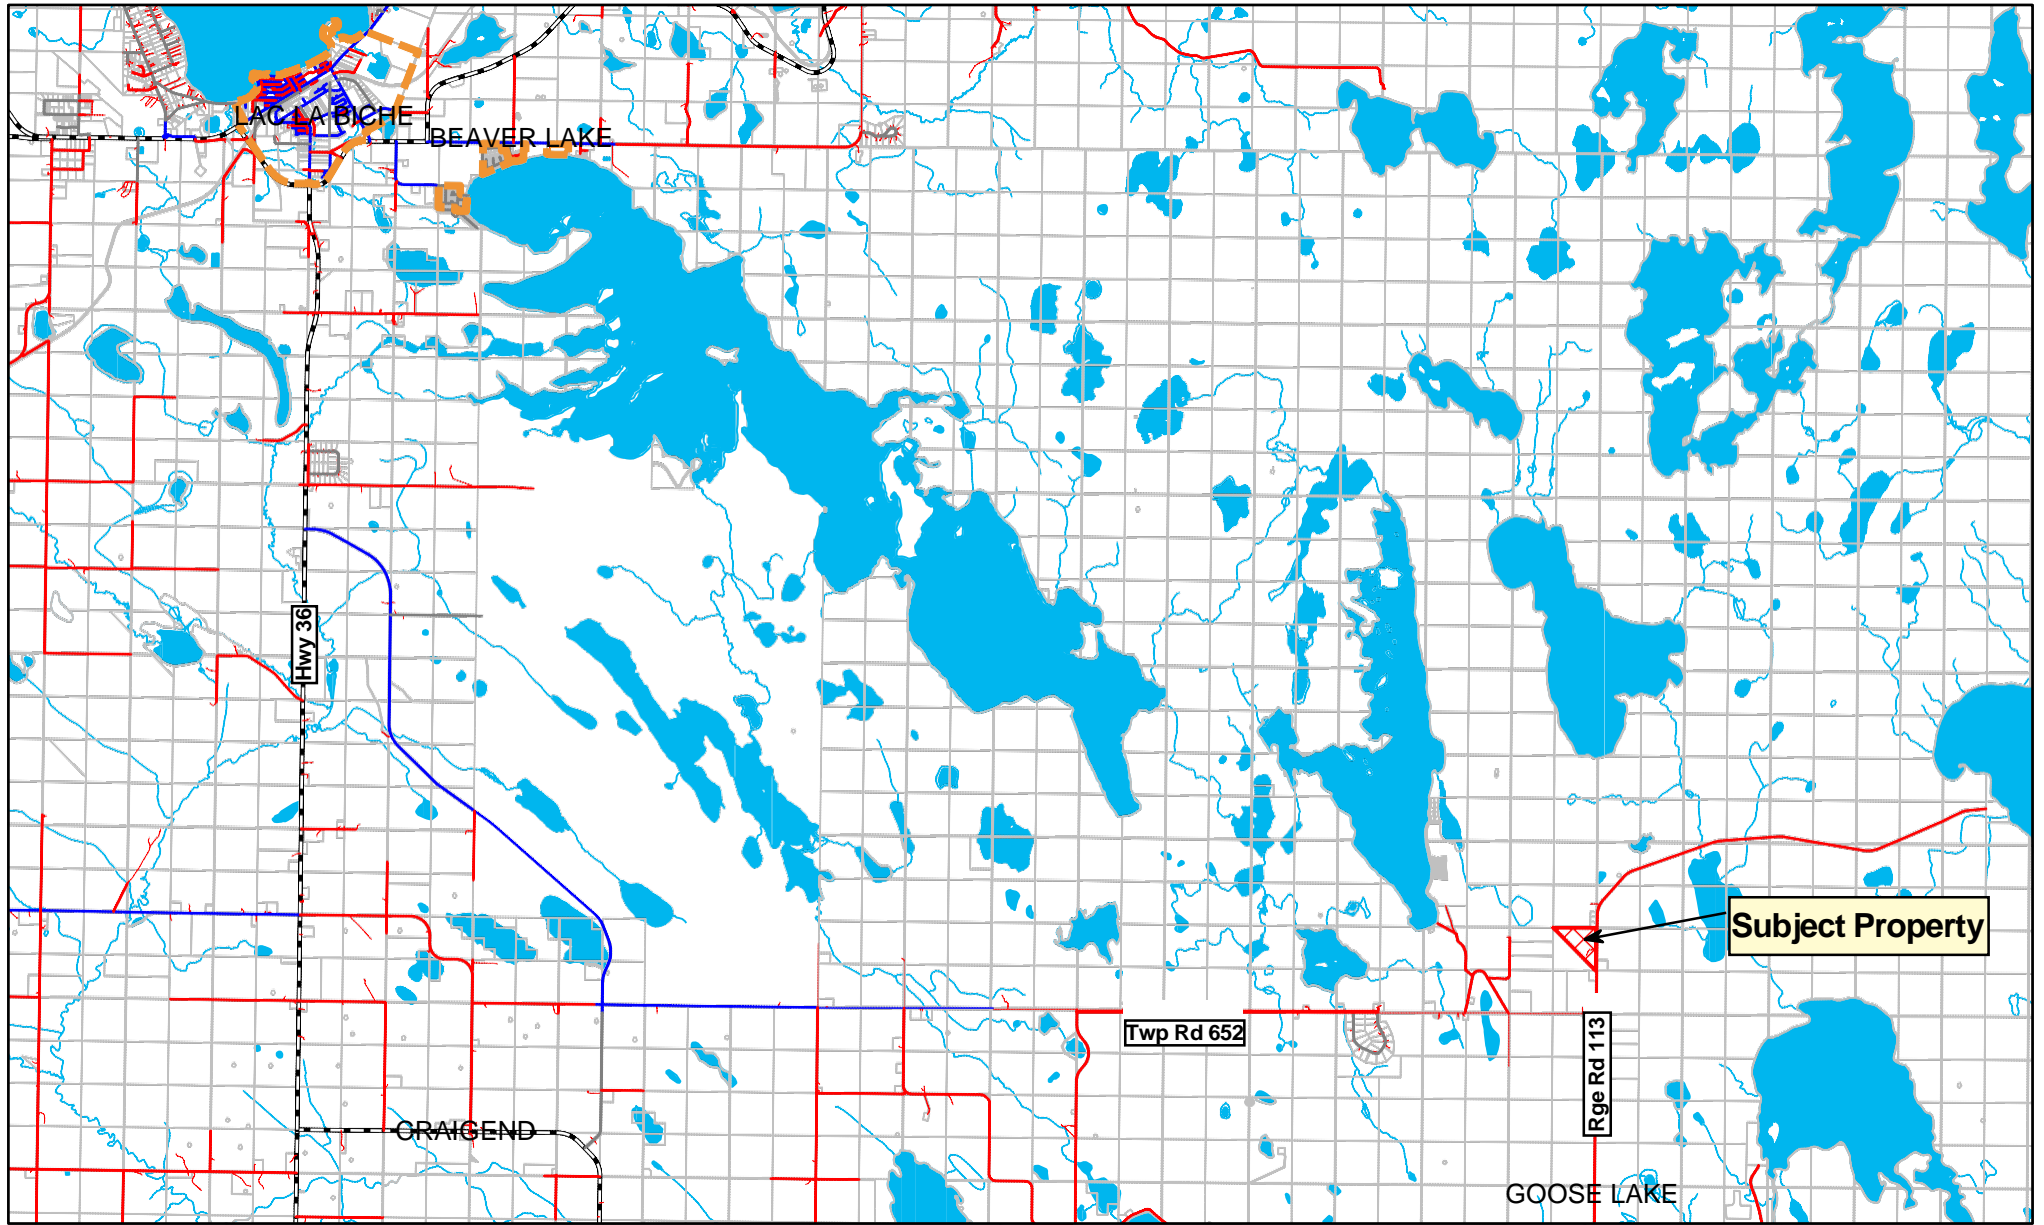 LAC LA BICHE
BEAVER LAKE
Hwy 36
Subject Property
Twp Rd 652
Rge Rd 113
CRAIGEND
GOOSE LAKE